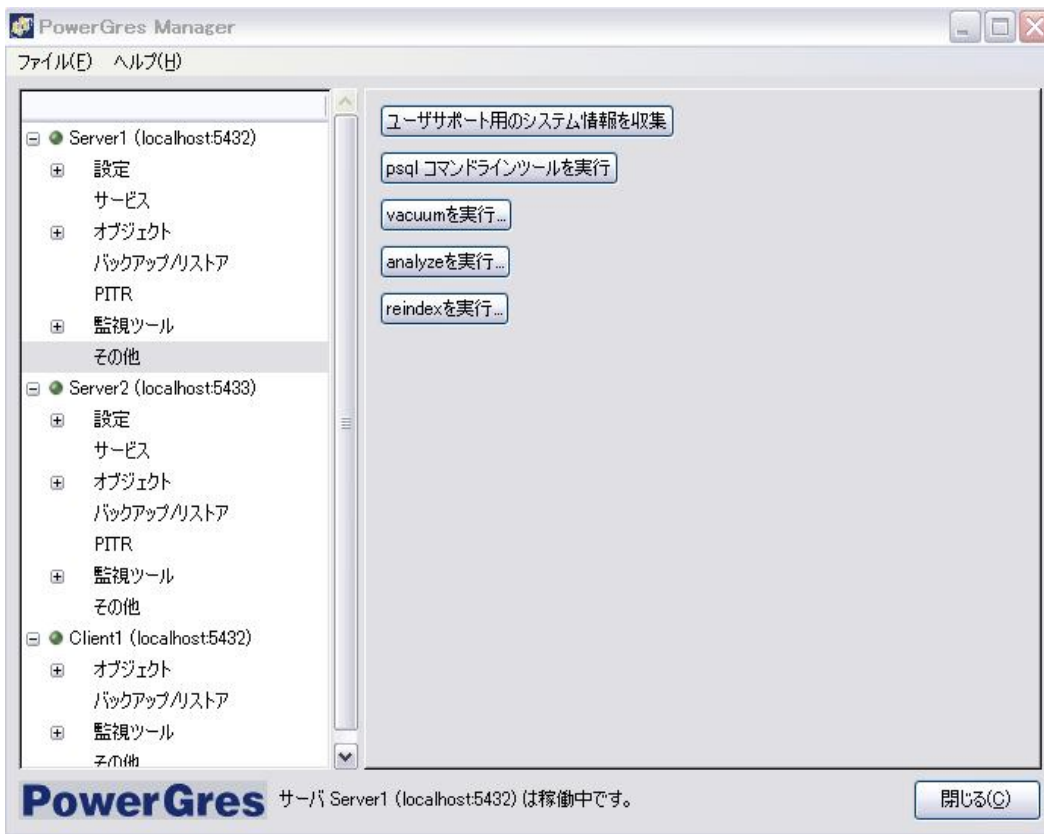 PowerGres Manager
ファイル(F) ヘルプ(H)
Server1 (localhost:5432)
設定
サービス
オブジェクト
バックアップ/リストア
PITR
監視ツール
その他
Server2 (localhost:5433)
設定
サービス
オブジェクト
バックアップ/リストア
PITR
監視ツール
その他
Client1 (localhost:5432)
オブジェクト
バックアップ/リストア
監視ツール
その他
ユーザサポート用のシステム情報を収集
psql コマンドラインツールを実行
vacuumを実行...
analyzeを実行...
reindexを実行...
PowerGres サーバ Server1 (localhost:5432) は稼働中です。 閉じる(C)